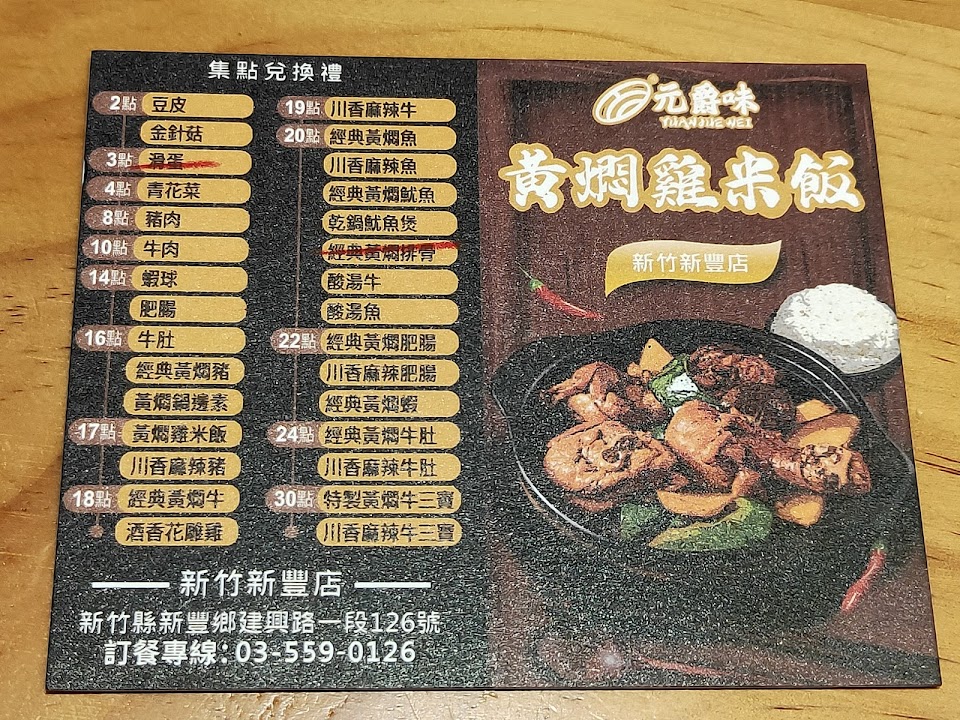 集點兌換禮
2點 豆皮
金針菇
3點 滑蛋
4點 青花菜
8點 豬肉
10點 牛肉
14點 蝦球
肥腸
16點 牛肚
經典黃燜豬
黃燜鍋邊素
17點 黃燜雞米飯
川香麻辣豬
18點 經典黃燜牛
酒香花雕雞
19點 川香麻辣牛
20點 經典黃燜魚
川香麻辣魚
經典黃燜魷魚
乾鍋魷魚煲
經典黃燜排骨
酸湯牛
酸湯魚
22點 經典黃燜肥腸
川香麻辣肥腸
經典黃燜蝦
24點 經典黃燜牛肚
川香麻辣牛肚
30點 特製黃燜牛三寶
川香麻辣牛三寶
新竹新豐店
新竹縣新豐鄉建興路一段126號
訂餐專線:03-559-0126
元爵味
YUANJUE WEI
黃燜雞米飯
新竹新豐店